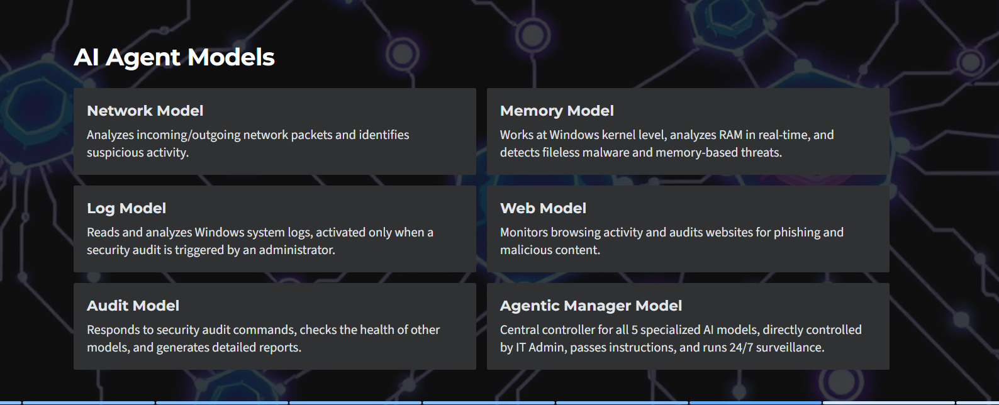 AI Agent Models
Network Model
Analyzes incoming/outgoing network packets and identifies
suspicious activity.
Memory Model
Works at Windows kernel level, analyzes RAM in real-time, and
detects fileless malware and memory-based threats.
Log Model
Reads and analyzes Windows system logs, activated only when a
security audit is triggered by an administrator.
Web Model
Monitors browsing activity and audits websites for phishing and
malicious content.
Audit Model
Responds to security audit commands, checks the health of other
models, and generates detailed reports.
Agentic Manager Model
Central controller for all 5 specialized AI models, directly controlled
by IT Admin, passes instructions, and runs 24/7 surveillance.